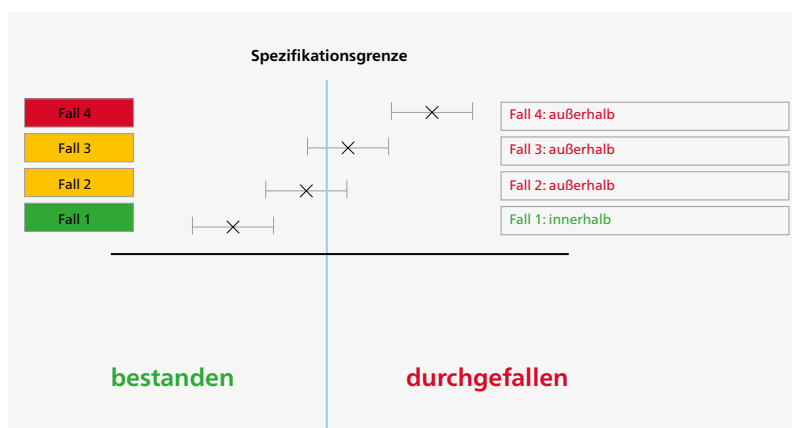 Spezifikationsgrenze
Fall 4
Fall 4: außerhalb
Fall 3
Fall 3: außerhalb
Fall 2
Fall 2: außerhalb
Fall 1
Fall 1: innerhalb
bestanden
durchgefallen